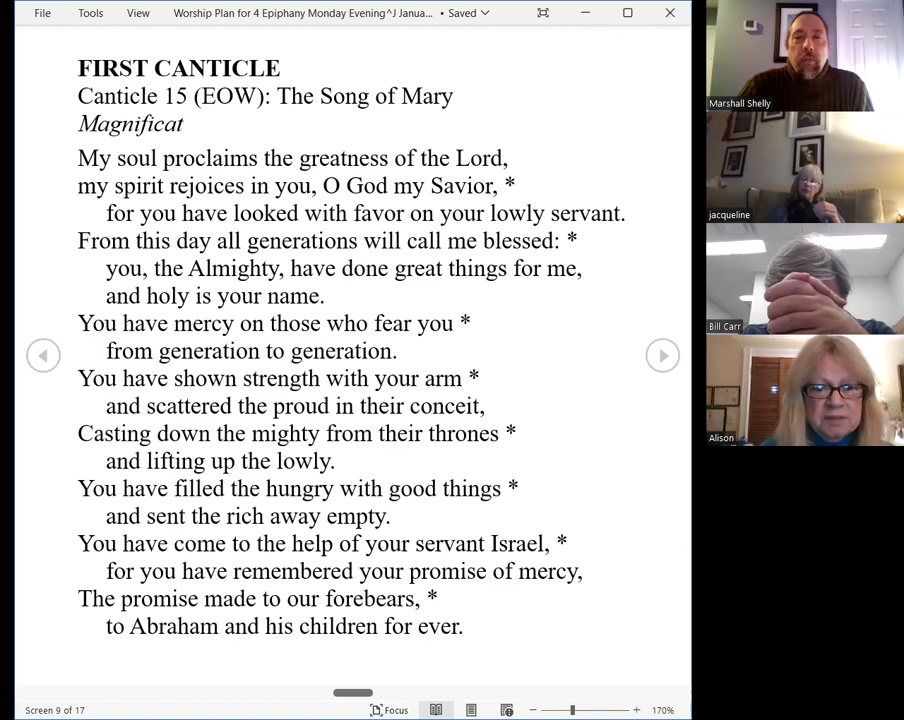 File Tools View Worship Plan for 4 Epiphany Monday Evening^J Janua... • Saved
FIRST CANTICLE
Canticle 15 (EOW): The Song of Mary
Magnificat
My soul proclaims the greatness of the Lord,
my spirit rejoices in you, O God my Savior, *
for you have looked with favor on your lowly servant.
From this day all generations will call me blessed: *
you, the Almighty, have done great things for me,
and holy is your name.
You have mercy on those who fear you *
from generation to generation.
You have shown strength with your arm *
and scattered the proud in their conceit,
Casting down the mighty from their thrones *
and lifting up the lowly.
You have filled the hungry with good things *
and sent the rich away empty.
You have come to the help of your servant Israel, *
for you have remembered your promise of mercy,
The promise made to our forebears, *
to Abraham and his children for ever.
Screen 9 of 17 Focus 170%
Marshall Shelly
jacqueline
Bill Carr
Alison